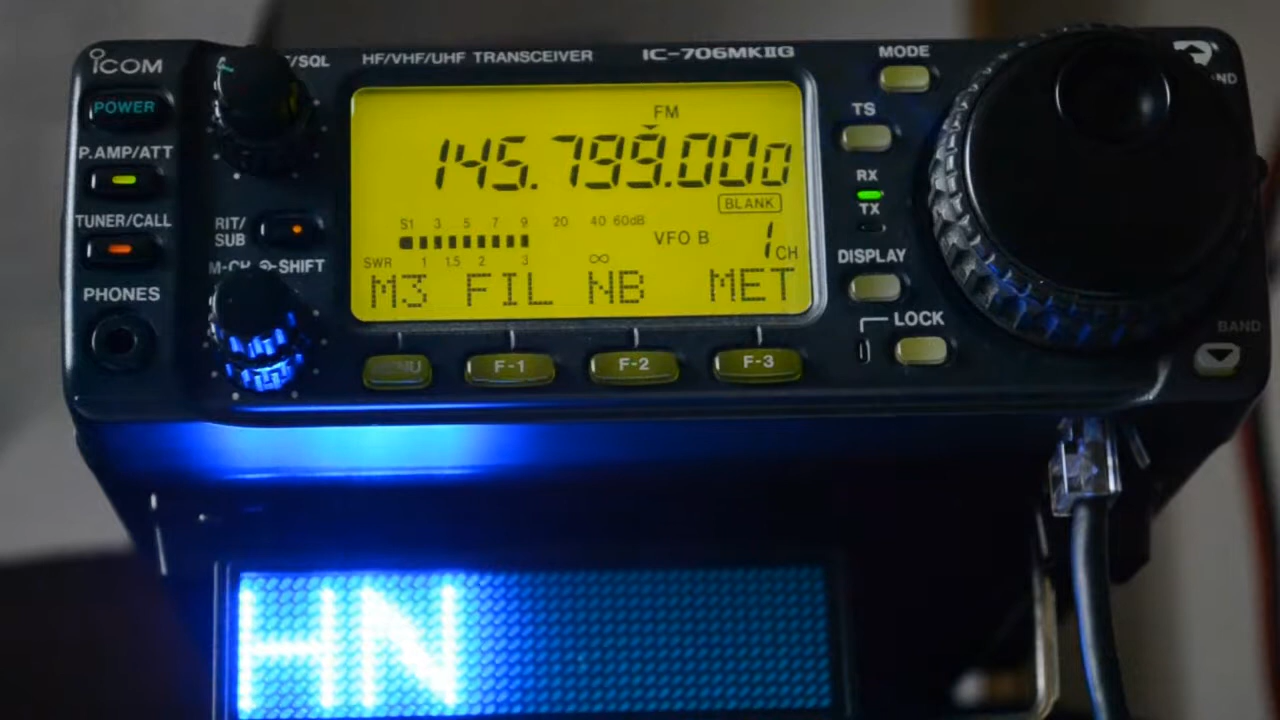 ICOM
/SQL
HF/VHF/UHF TRANSCEIVER
IC-706MKIIG
MODE
POWER
FM
TS
145.799.000
P.AMP/ATT
RX
BLANK
TX
TUNER/CALL
RIT/
SUB
S1 3 5 7 9 20 40 60dB
VFO B
1CH
SWR 1 1.5 2 3 ∞
DISPLAY
M-CH
-SHIFT
M3 FIL NB MET
PHONES
LOCK
BAND
MENU
F-1
F-2
F-3
HN